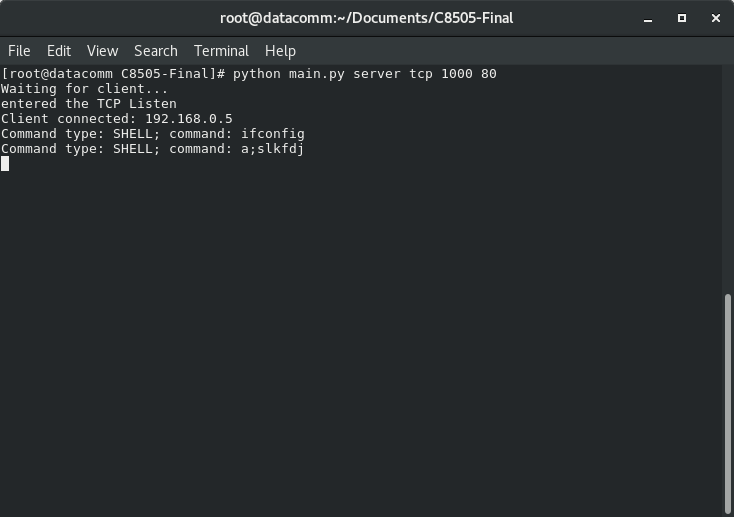 root@datacomm:~/Documents/C8505-Final
File Edit View Search Terminal Help
[root@datacomm C8505-Final]# python main.py server tcp 1000 80
Waiting for client...
entered the TCP Listen
Client connected: 192.168.0.5
Command type: SHELL; command: ifconfig
Command type: SHELL; command: a;slkfdj